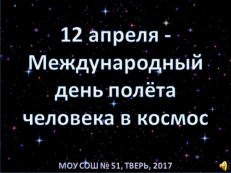 12 апреля -
Международный
день полёта
человека в космос
МОУ СОШ № 51, ТВЕРЬ, 2017